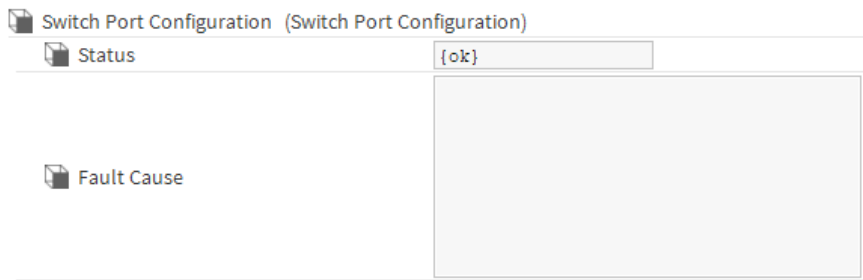 Switch Port Configuration (Switch Port Configuration)
Status {ok}
Fault Cause